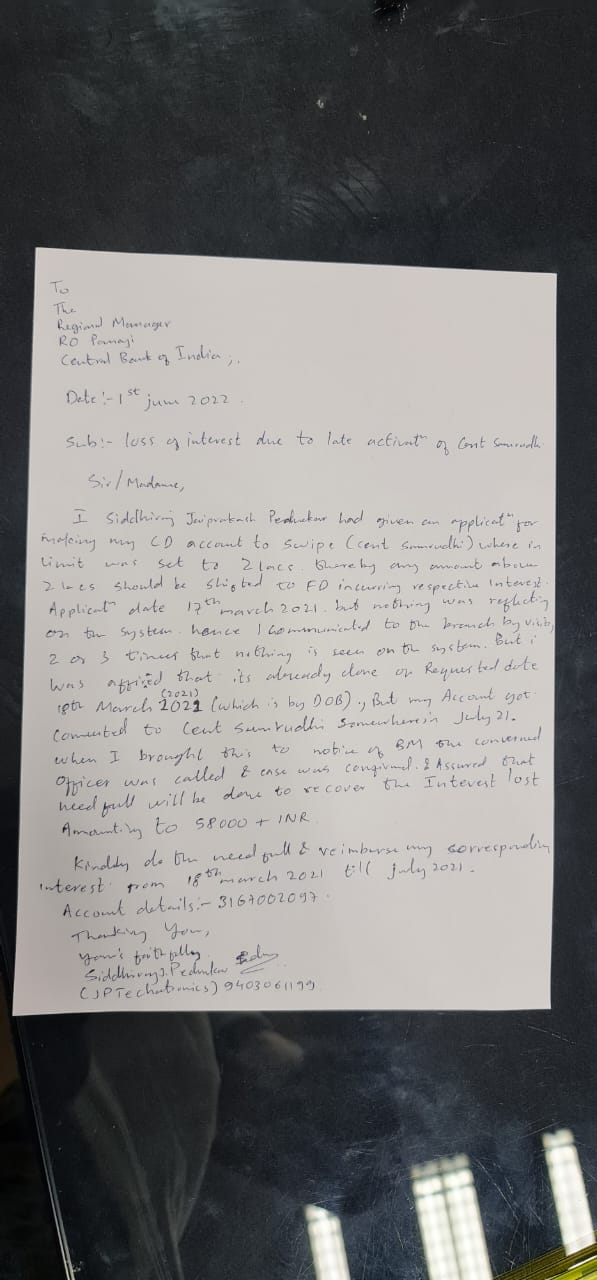 To
The
Regional Manager
RO Panaji
Central Bank of India ;.
Date :- 1st june 2022.
Sub:- loss of interest due to late activatn of Cent Samrudhi
Sir/Madame,
I Siddhiraj Jaiprakash Pednekar had given an applicatn for
making my CD account to swipe (cent samrudhi) where in
limit was set to 2 lacs. thereby any amount above
2 lacs should be shifted to FD incurring respective Interest.
Applicatn date 17th march 2021. but nothing was reflecting
on the system. hence I communicated to the branch by visit,
2 or 3 times that nothing is seen on the system. But i
was that its already done on Requested date
(2021)
18th March 2021 (which is by DOB)., But my Account got
converted to Cent Samrudhi somewhere in July 21.
when I brought this to notice of BM the concerned
Officer was called & case was confirmed. & Assured that
need full will be done to recover the Interest lost
Amounting to 58000 + INR.
Kindly do the need full & reimburse my corresponding
interest from 18th march 2021 till july 2021.
Account details:- 3167002097.
Thanking You,
Your's faithfully.
Siddhiraj J. Pednekar
(JP Techatronics) 9403061199